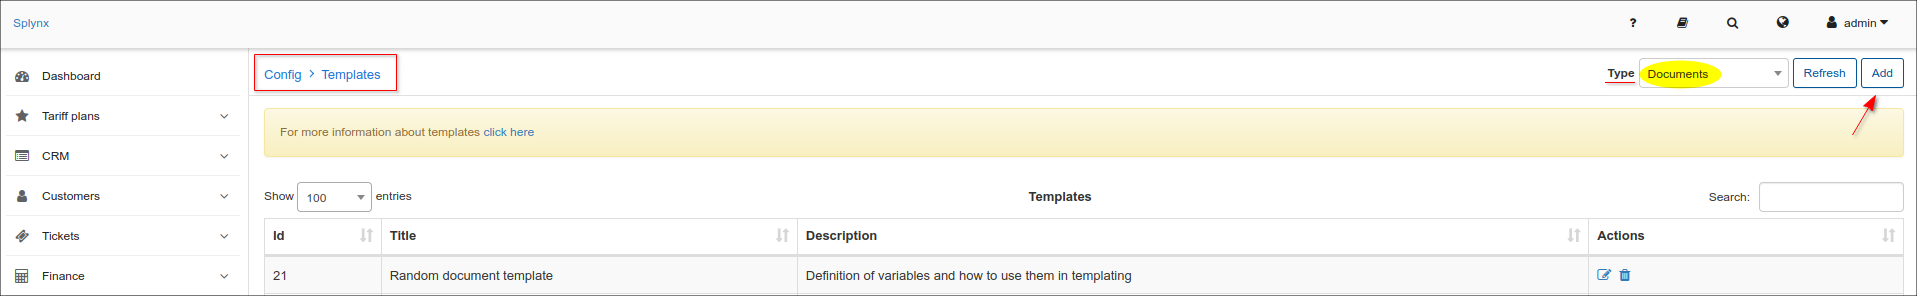 Splynx
? admin
Dashboard
Tariff plans
CRM
Customers
Tickets
Finance
Config > Templates
Type Documents Refresh Add
For more information about templates click here
Show 100 entries Templates Search:
Id Title Description Actions
21 Random document template Definition of variables and how to use them in templating